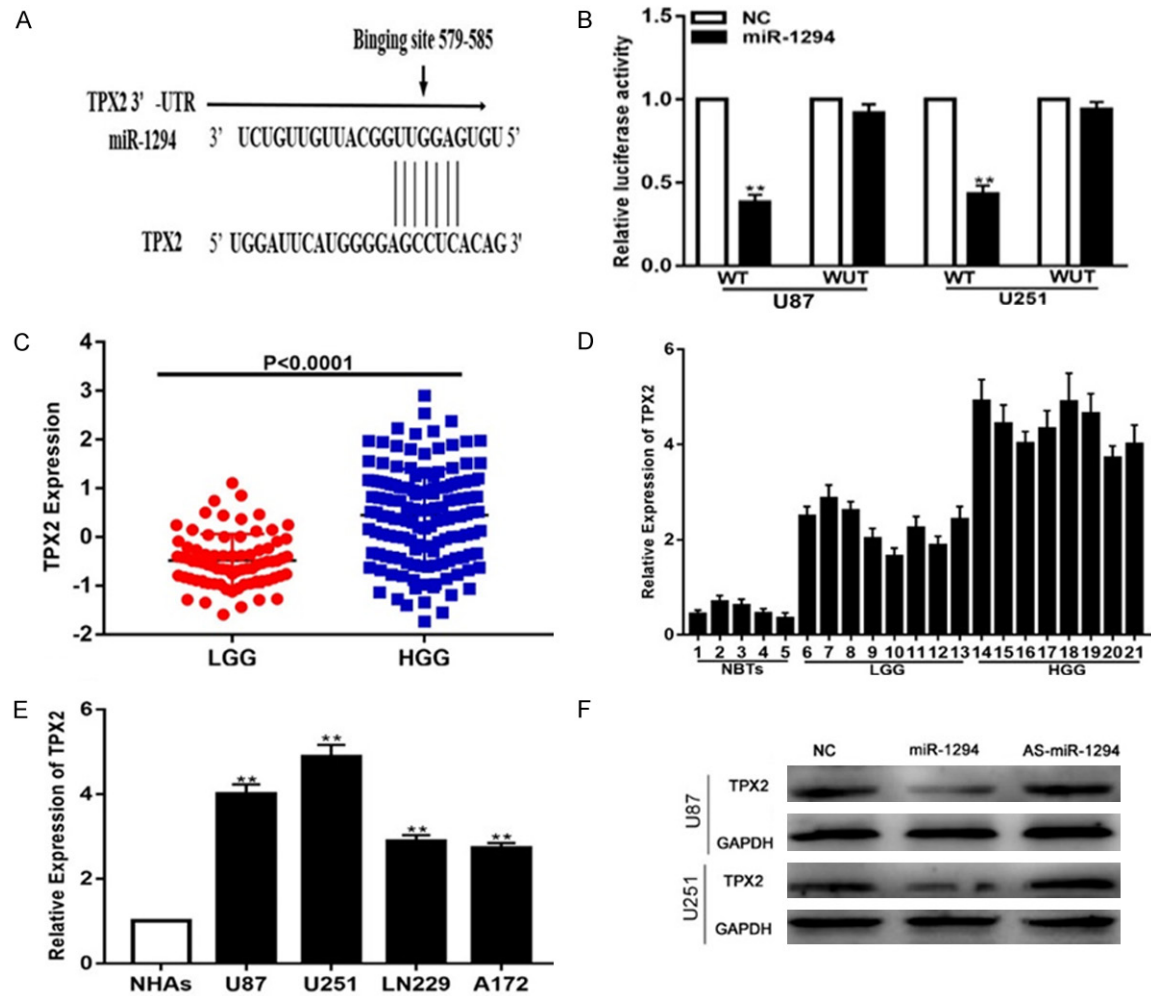 A
Binging site 579-585
TPX2 3' -UTR
miR-1294 3' UCUGUUGUUACGGUUGGAGUGU 5'
TPX2 5' UGGAUUCAUGGGGAGCCUCACAG 3'
B
NC
miR-1294
Relative luciferase activity
1.5
1.0
0.5
0.0
** **
WT WUT WT WUT
U87 U251
C
P<0.0001
TPX2 Expression
4
3
2
1
0
-1
-2
LGG HGG
D
Relative Expression of TPX2
6
4
2
0
1 2 3 4 5 6 7 8 9 10 11 12 13 14 15 16 17 18 19 20 21
NBTs LGG HGG
E
Relative Expression of TPX2
6
4
2
0
** ** ** **
NHAs U87 U251 LN229 A172
F
NC miR-1294 AS-miR-1294
U87
TPX2
GAPDH
U251
TPX2
GAPDH